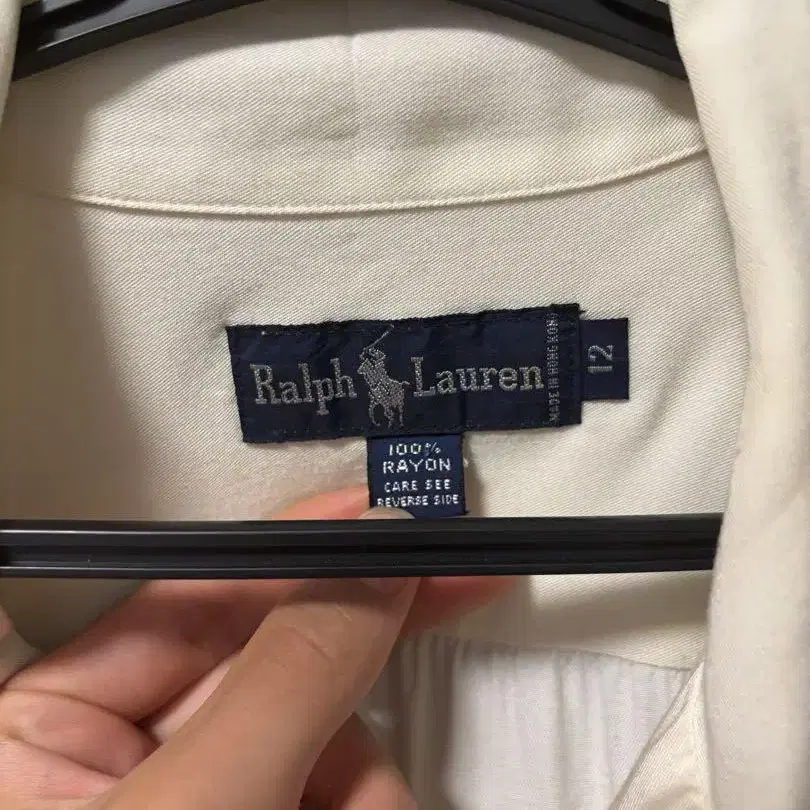 Ralph Lauren
MADE IN HONG KONG
12
100%
RAYON
CARE SEE
REVERSE SIDE